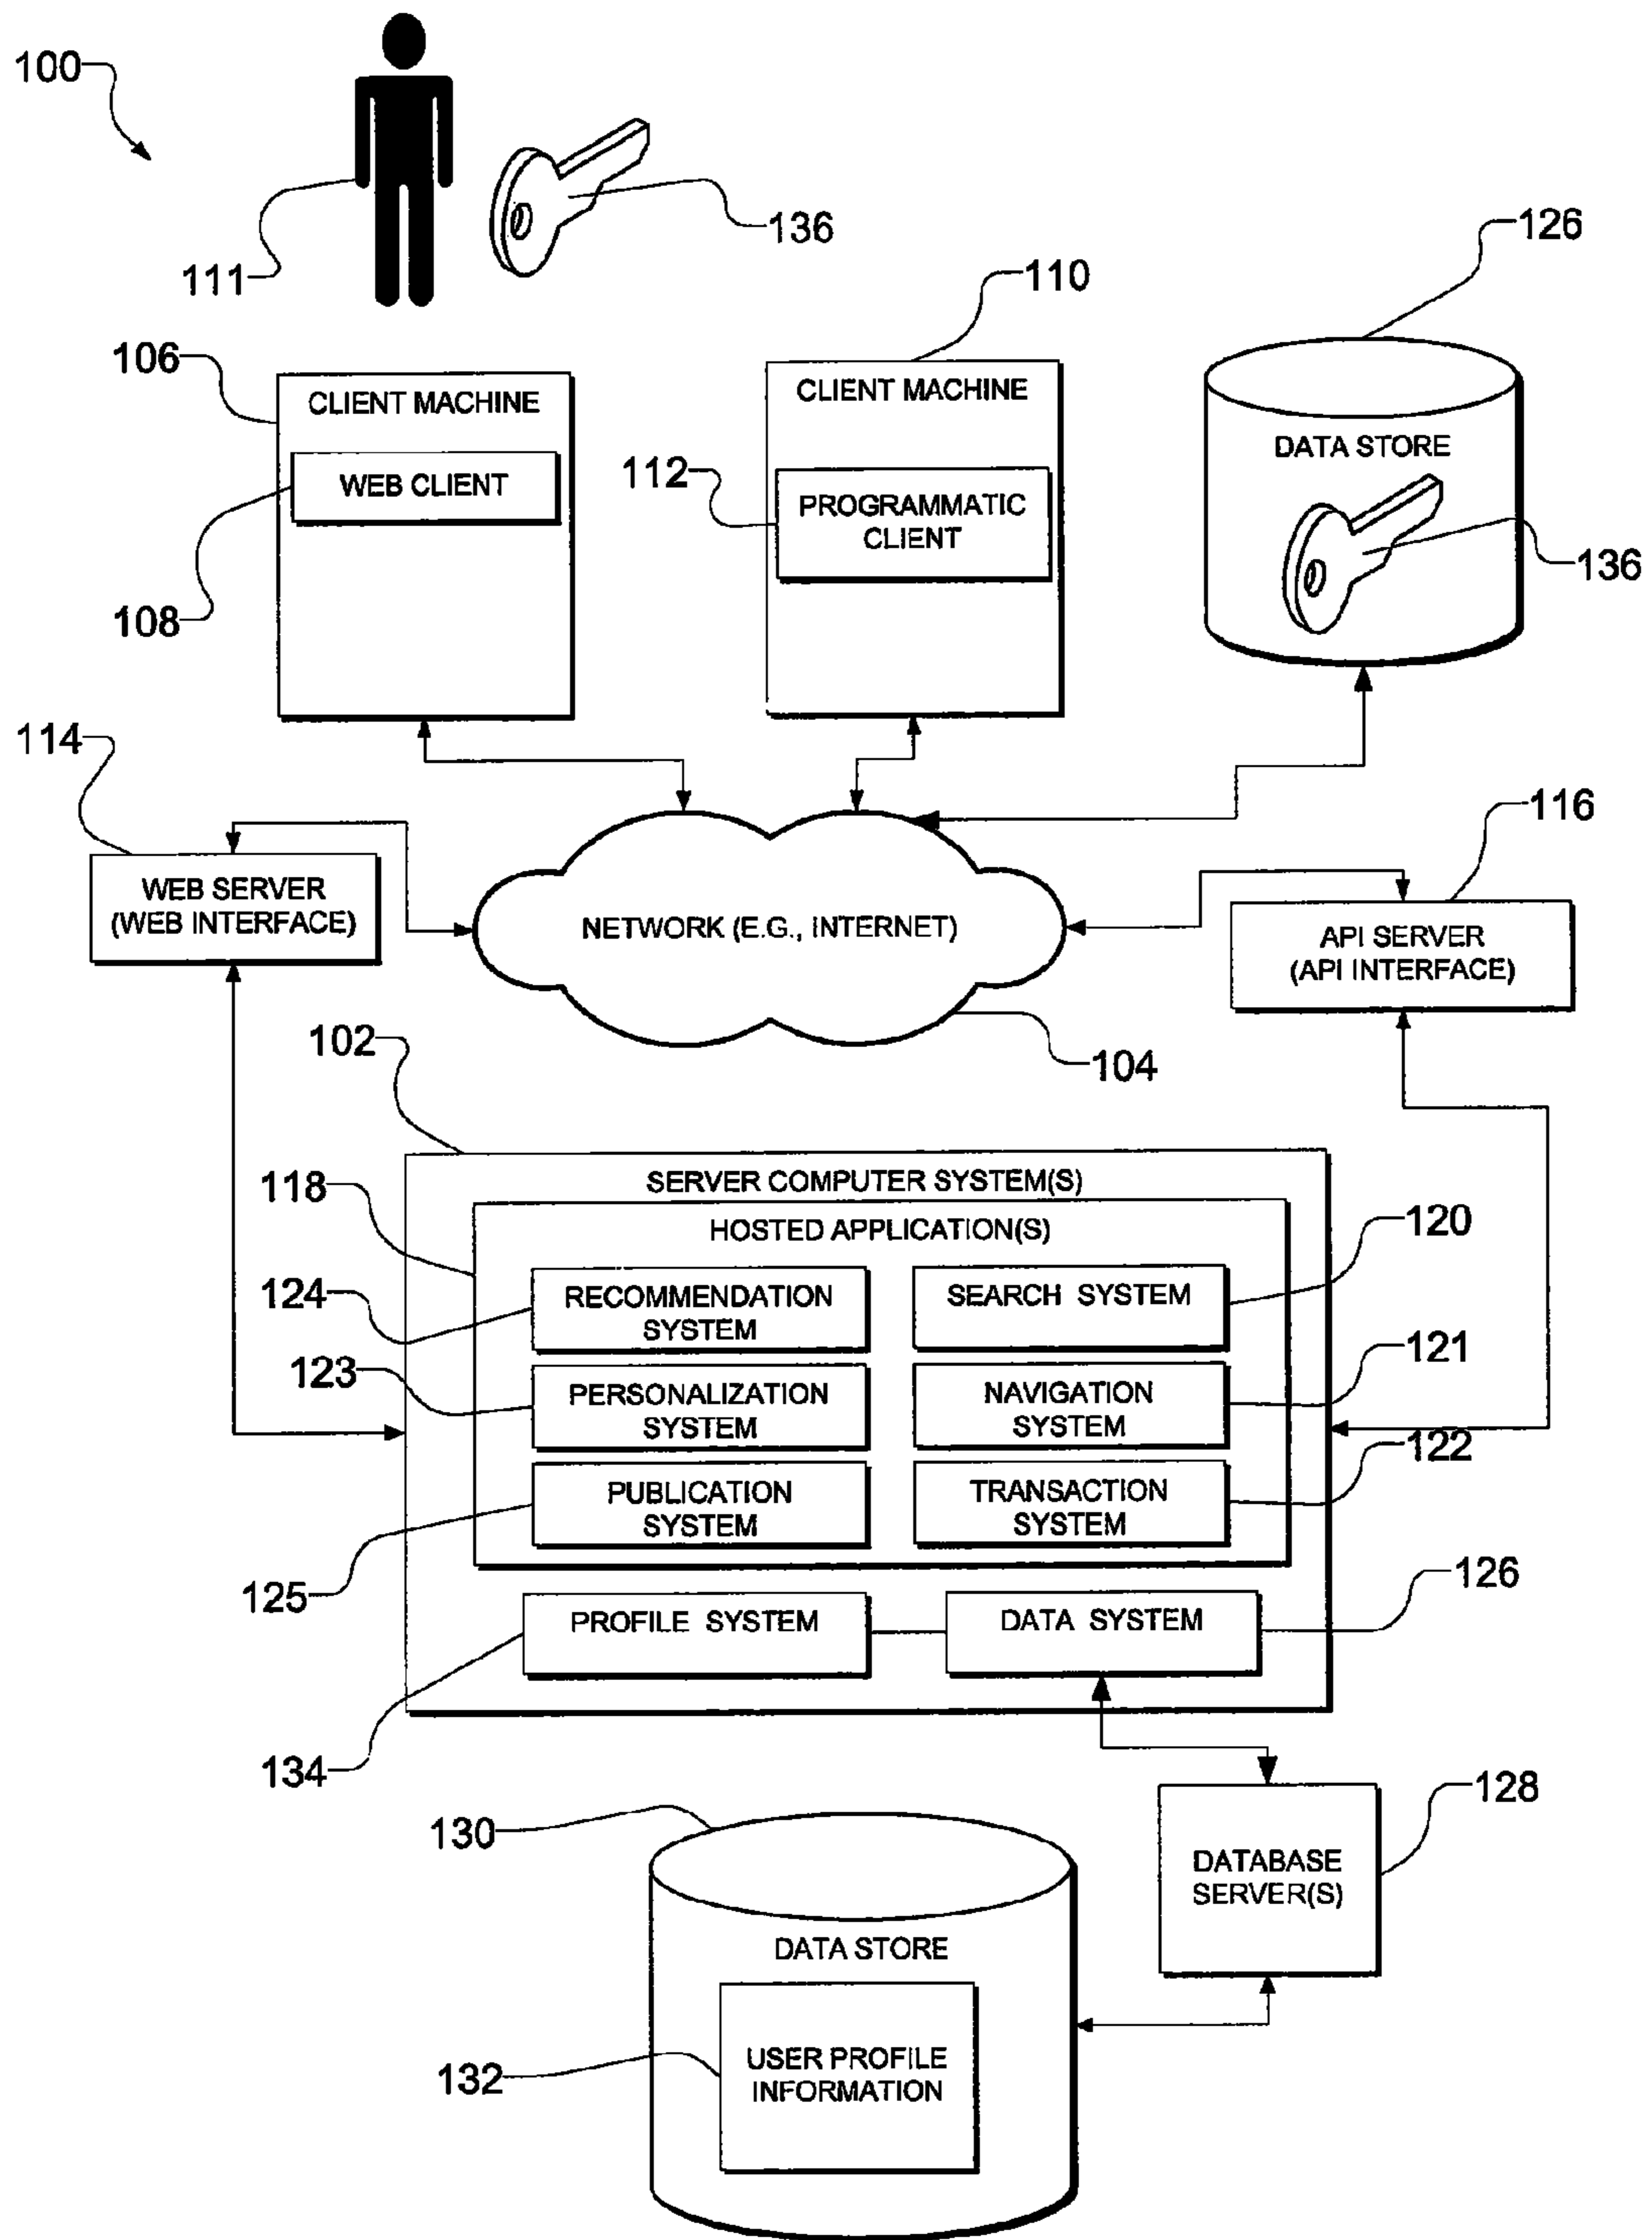 100
111
136
126
110
106
CLIENT MACHINE
CLIENT MACHINE
DATA STORE
WEB CLIENT
112
PROGRAMMATIC
CLIENT
136
108
114
116
WEB SERVER
(WEB INTERFACE)
NETWORK (E.G., INTERNET)
API SERVER
(API INTERFACE)
102
104
SERVER COMPUTER SYSTEM(S)
118
HOSTED APPLICATION(S)
120
124
RECOMMENDATION
SYSTEM
SEARCH SYSTEM
121
123
PERSONALIZATION
SYSTEM
NAVIGATION
SYSTEM
122
PUBLICATION
SYSTEM
TRANSACTION
SYSTEM
125
126
PROFILE SYSTEM
DATA SYSTEM
134
128
130
DATABASE
SERVER(S)
DATA STORE
132
USER PROFILE
INFORMATION